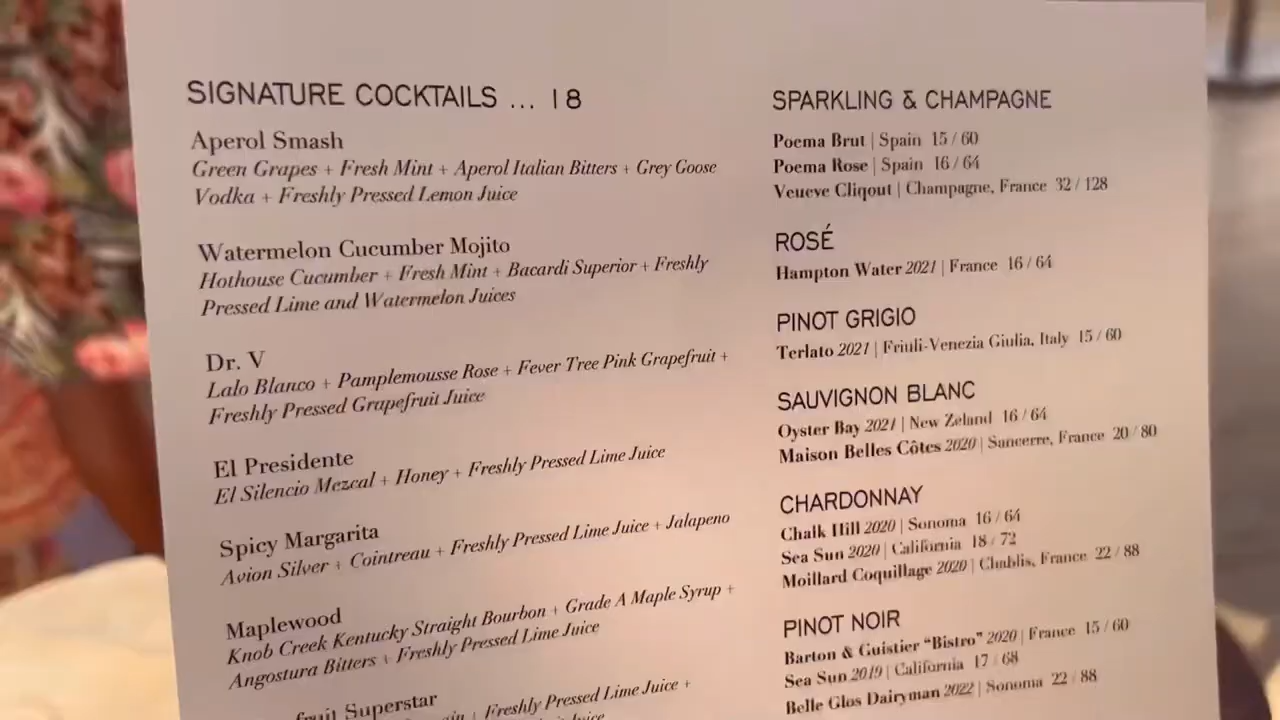 SIGNATURE COCKTAILS ... 18
Aperol Smash
Green Grapes + Fresh Mint + Aperol Italian Bitters + Grey Goose
Vodka + Freshly Pressed Lemon Juice
Watermelon Cucumber Mojito
Hothouse Cucumber + Fresh Mint + Bacardi Superior + Freshly
Pressed Lime and Watermelon Juices
Dr. V
Lalo Blanco + Pamplemousse Rose + Fever Tree Pink Grapefruit +
Freshly Pressed Grapefruit Juice
El Presidente
El Silencio Mezcal + Honey + Freshly Pressed Lime Juice
Spicy Margarita
Avion Silver + Cointreau + Freshly Pressed Lime Juice + Jalapeno
Maplewood
Knob Creek Kentucky Straight Bourbon + Grade A Maple Syrup +
Angostura Bitters + Freshly Pressed Lime Juice
Superstar
+ Freshly Pressed Lime Juice +
Juice
SPARKLING & CHAMPAGNE
Poema Brut | Spain 15 / 60
Poema Rose | Spain 16 / 64
Veueve Cliqout | Champagne, France 32 / 128
ROSÉ
Hampton Water 2021 | France 16 / 64
PINOT GRIGIO
Terlato 2021 | Friuli-Venezia Giulia, Italy 15 / 60
SAUVIGNON BLANC
Oyster Bay 2021 | New Zeland 16 / 64
Maison Belles Côtes 2020 | Sancerre, France 20 / 80
CHARDONNAY
Chalk Hill 2020 | Sonoma 16 / 64
Sea Sun 2020 | California 18 / 72
Moillard Coquillage 2020 | Chablis, France 22 / 88
PINOT NOIR
Barton & Guistier “Bistro” 2020 | France 15 / 60
Sea Sun 2019 | California 17 / 68
Belle Glos Dairyman 2022 | Sonoma 22 / 88